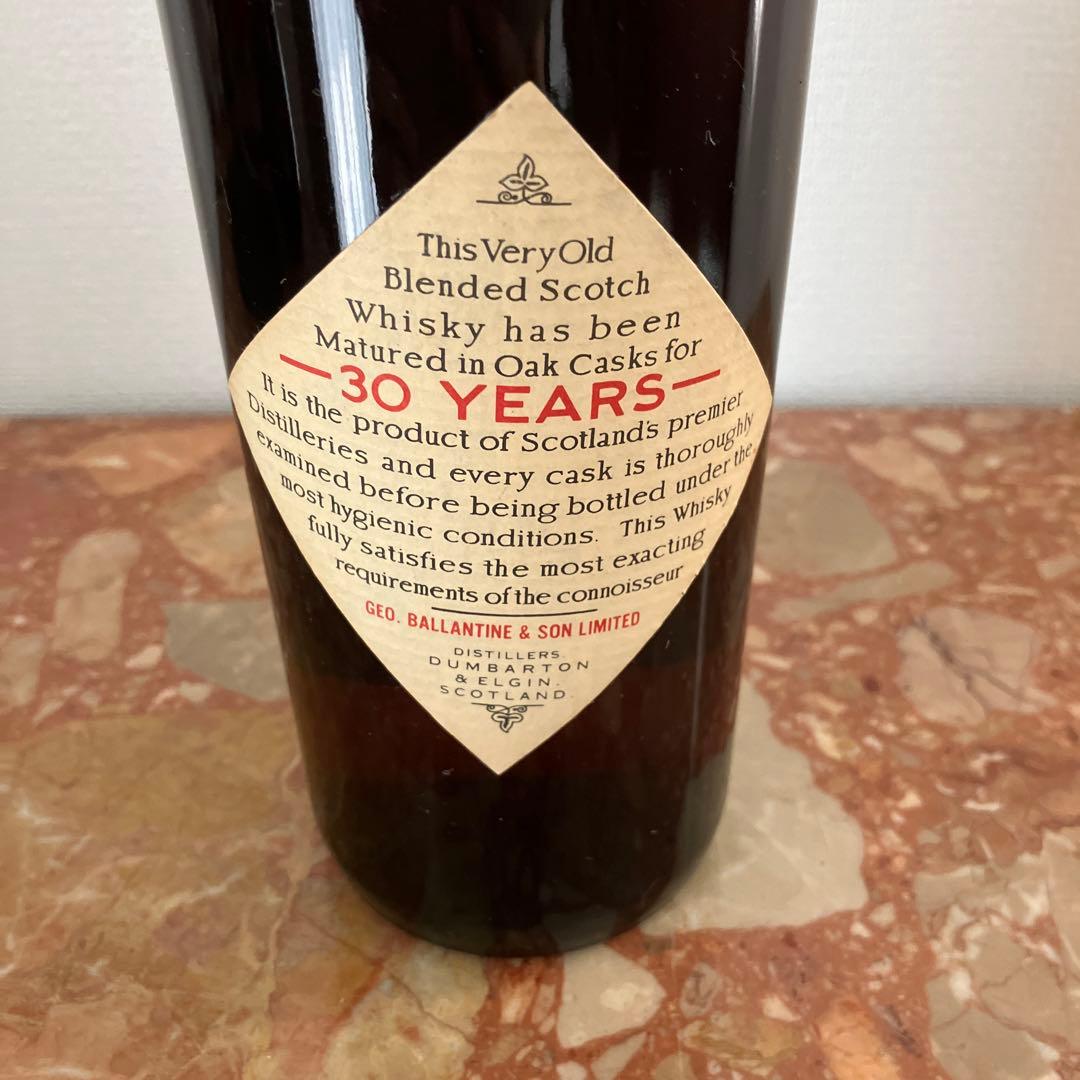 This Very Old
Blended Scotch
Whisky has been
Matured in Oak Casks for
30 YEARS
It is the product of Scotland's premier
Distilleries and every cask is thoroughly
examined before being bottled under the
most hygienic conditions. This Whisky
fully satisfies the most exacting
requirements of the connoisseur
GEO. BALLANTINE & SON LIMITED
DISTILLERS.
DUMBARTON
& ELGIN.
SCOTLAND.